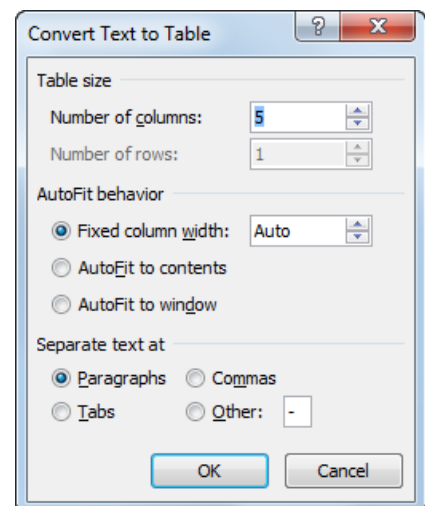 Convert Text to Table
Table size
Number of columns: 5
Number of rows: 1
AutoFit behavior
Fixed column width: Auto
AutoFit to contents
AutoFit to window
Separate text at
Paragraphs Commas
Tabs Other: -
OK Cancel